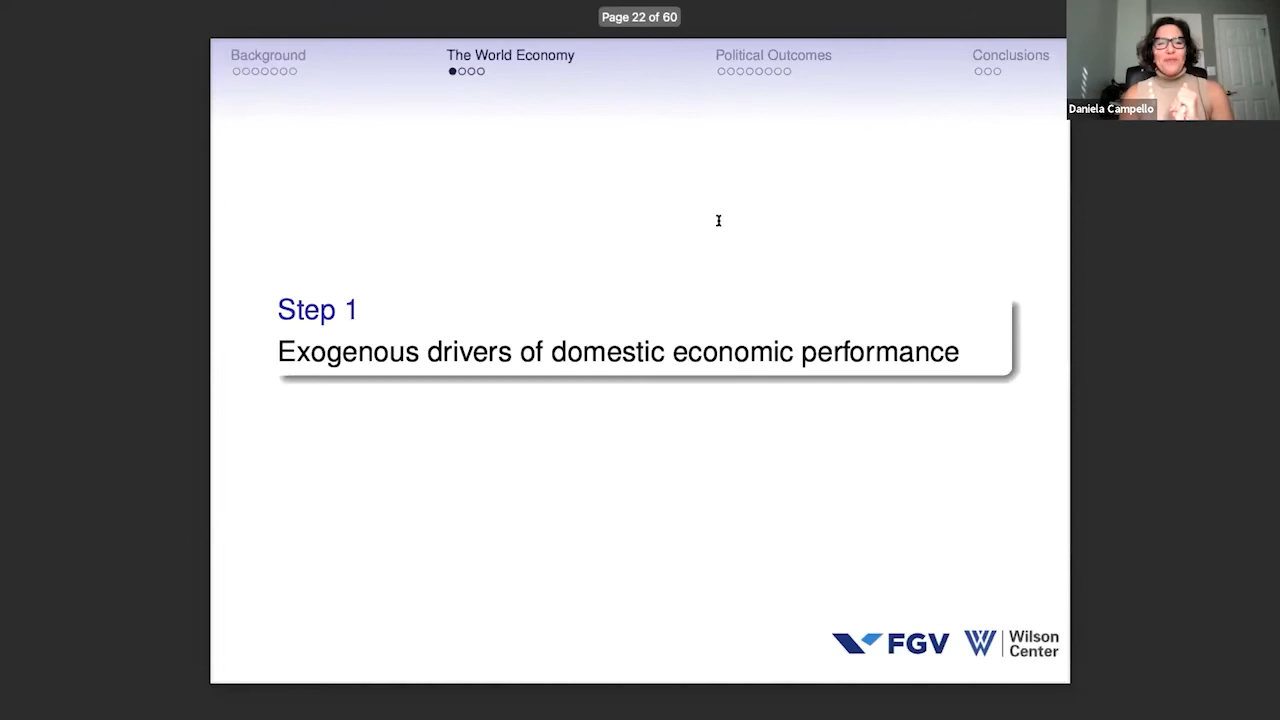 Page 22 of 60
Background
The World Economy
Political Outcomes
Conclusions
Daniela Campello
Step 1
Exogenous drivers of domestic economic performance
FGV
Wilson
Center